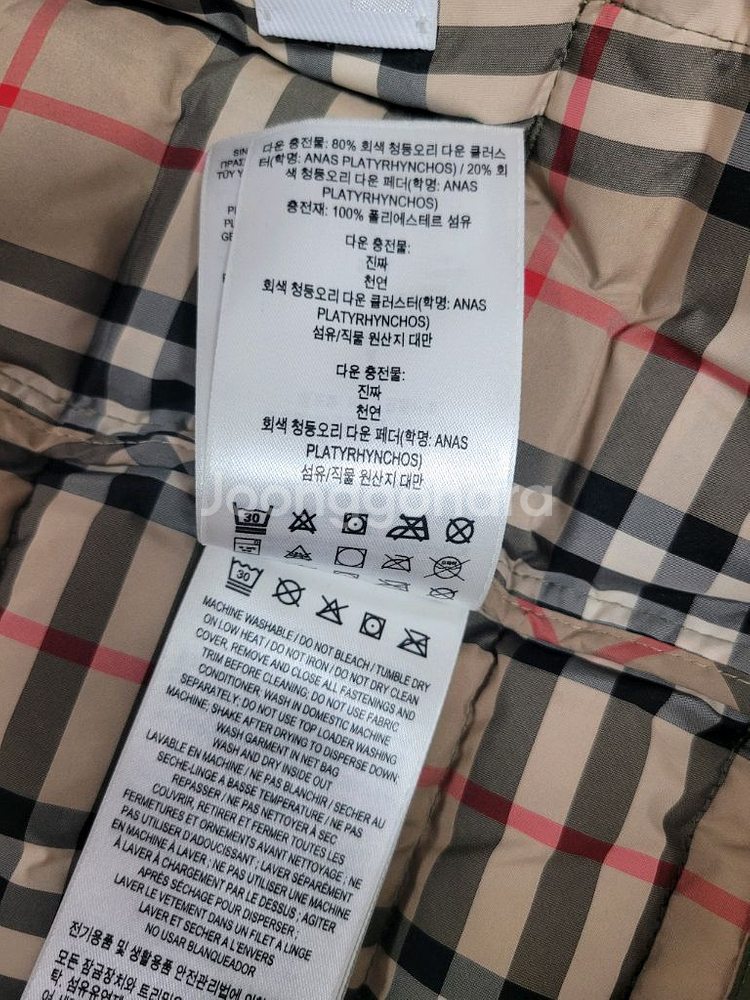 다운 충전물: 80% 회색 청둥오리 다운 클러스
터(학명: ANAS PLATYRHYNCHOS) / 20% 회
색 청둥오리 다운 페더(학명: ANAS
PLATYRHYNCHOS)
충전재: 100% 폴리에스테르 섬유
다운 충전물:
진짜
천연
회색 청둥오리 다운 클러스터(학명: ANAS
PLATYRHYNCHOS)
섬유/직물 원산지 대만
다운 충전물:
진짜
천연
회색 청둥오리 다운 페더(학명: ANAS
PLATYRHYNCHOS)
섬유/직물 원산지 대만
Joonggonara
30
30
MACHINE WASHABLE / DO NOT BLEACH / TUMBLE DRY
ON LOW HEAT / DO NOT IRON / DO NOT DRY CLEAN
COVER, REMOVE AND CLOSE ALL FASTENINGS AND
TRIM BEFORE CLEANING; DO NOT USE FABRIC
CONDITIONER; WASH IN DOMESTIC MACHINE
SEPARATELY; DO NOT USE TOP LOADER WASHING
MACHINE; SHAKE AFTER DRYING TO DISPERSE DOWN;
WASH GARMENT IN NET BAG
WASH AND DRY INSIDE OUT
LAVABLE EN MACHINE / NE PAS BLANCHIR / SECHER AU
SECHE-LINGE A BASSE TEMPERATURE / NE PAS
REPASSER / NE PAS NETTOYER À SEC
COUVRIR, RETIRER ET FERMER TOUTES LES
FERMETURES ET ORNEMENTS AVANT NETTOYAGE ; NE
PAS UTILISER D'ADOUCISSANT ; LAVER SÉPARÉMENT
EN MACHINE À LAVER ; NE PAS UTILISER UNE MACHINE
À LAVER À CHARGEMENT PAR LE DESSUS ; AGITER
APRÈS SÉCHAGE POUR DISPERSER ;
LAVER LE VETEMENT DANS UN FILET A LINGE
LAVER ET SECHER A L'ENVERS
NO USAR BLANQUEADOR
전기용품 및 생활용품 안전관리법에 의한
모든 잠금장치와 트리밍을